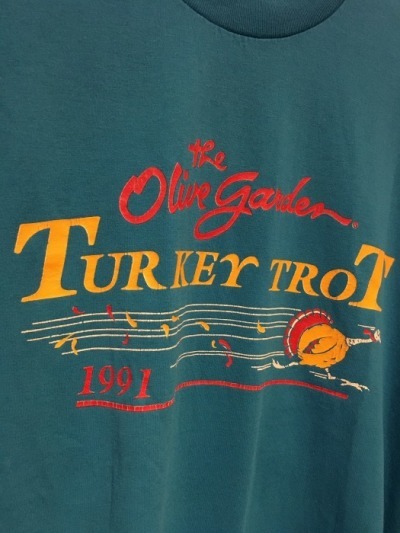 the
Olive Garden
TURKEY TROT
1991